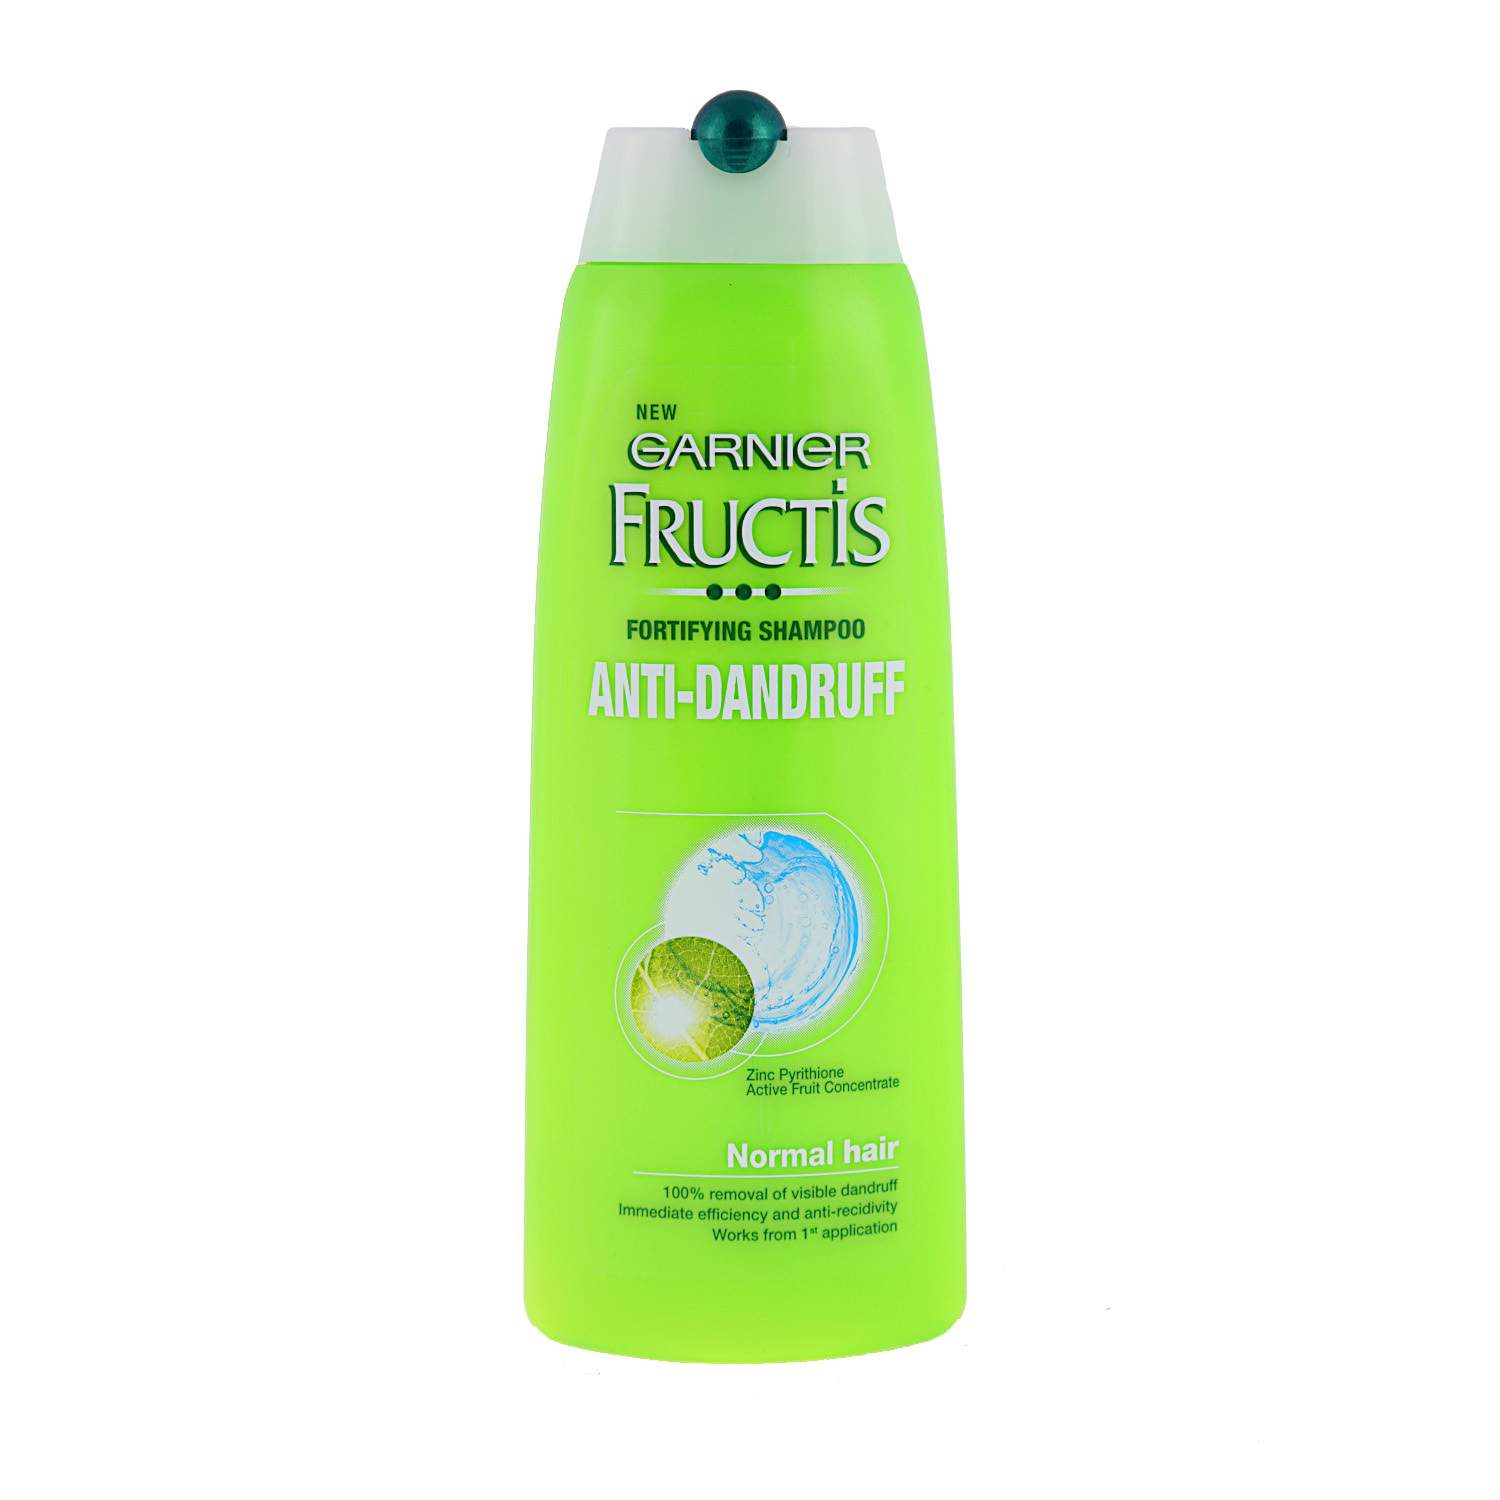 NEW
GARNIER
FRUCTIS
FORTIFYING SHAMPOO
ANTI-DANDRUFF
Zinc Pyrithione
Active Fruit Concentrate
Normal hair
100% removal of visible dandruff
Immediate efficiency and anti-recidivity
Works from 1st application